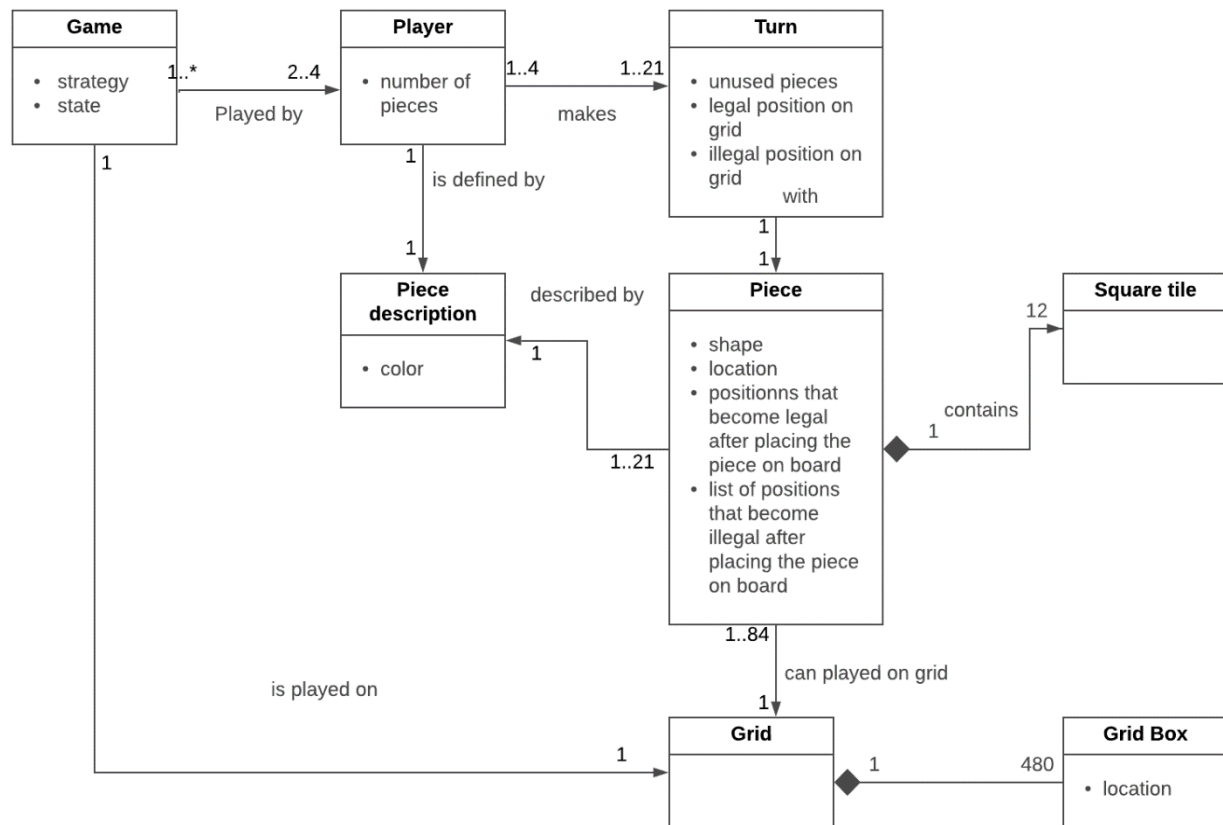 Game
• strategy
• state
1..*
2..4
Played by
Player
• number of
pieces
1..4
1..21
makes
Turn
• unused pieces
• legal position on
grid
• illegal position on
grid
with
1
1
is defined by
1
1
1
Piece
description
• color
described by
1
1..21
Piece
• shape
• location
• positionns that
become legal
after placing the
piece on board
• list of positions
that become
illegal after
placing the piece
on board
12
contains
1
Square tile
1..84
can played on grid
1
is played on
1
Grid
1
480
Grid Box
• location